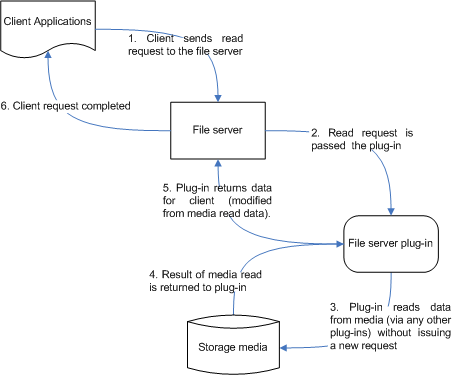 Client Applications
1. Client sends read
request to the file server
6. Client request completed
File server
2. Read request is
passed the plug-in
5. Plug-in returns data
for client (modified
from media read data).
File server plug-in
4. Result of media read
is returned to plug-in
3. Plug-in reads data
from media (via any other
plug-ins) without issuing
a new request
Storage media